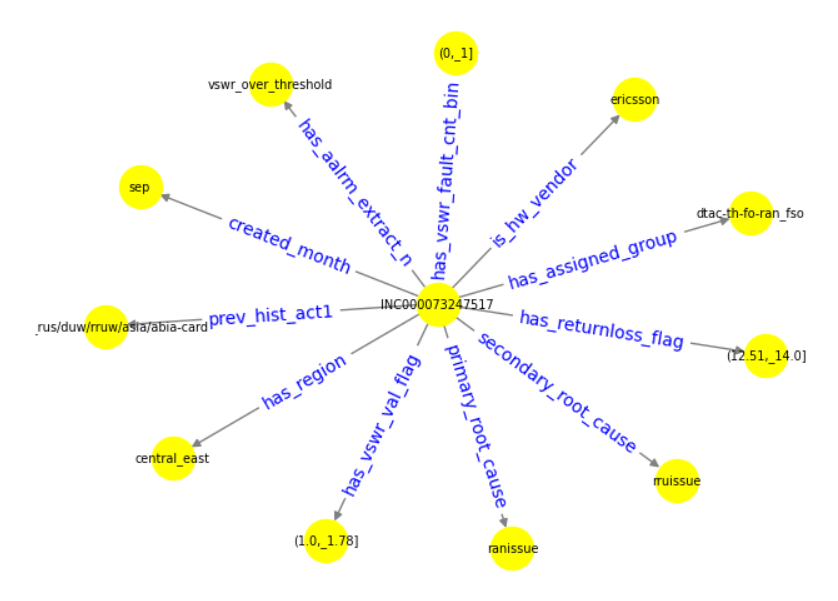 (0,_1]
vswr_over_threshold
ericsson
has_vswr_fault_cnt_bin
has_aalrm_extract_n
is_hw_vendor
sep
dtac-th-fo-ran_fso
created_month
has_assigned_group
INC000073247517
prev_hist_act1
_rus/duw/rruw/asia/abia-card
has_returnloss_flag
(12.51,_14.0]
has_region
has_vswr_val_flag
primary_root_cause
secondary_root_cause
central_east
rruissue
(1.0,_1.78]
ranissue